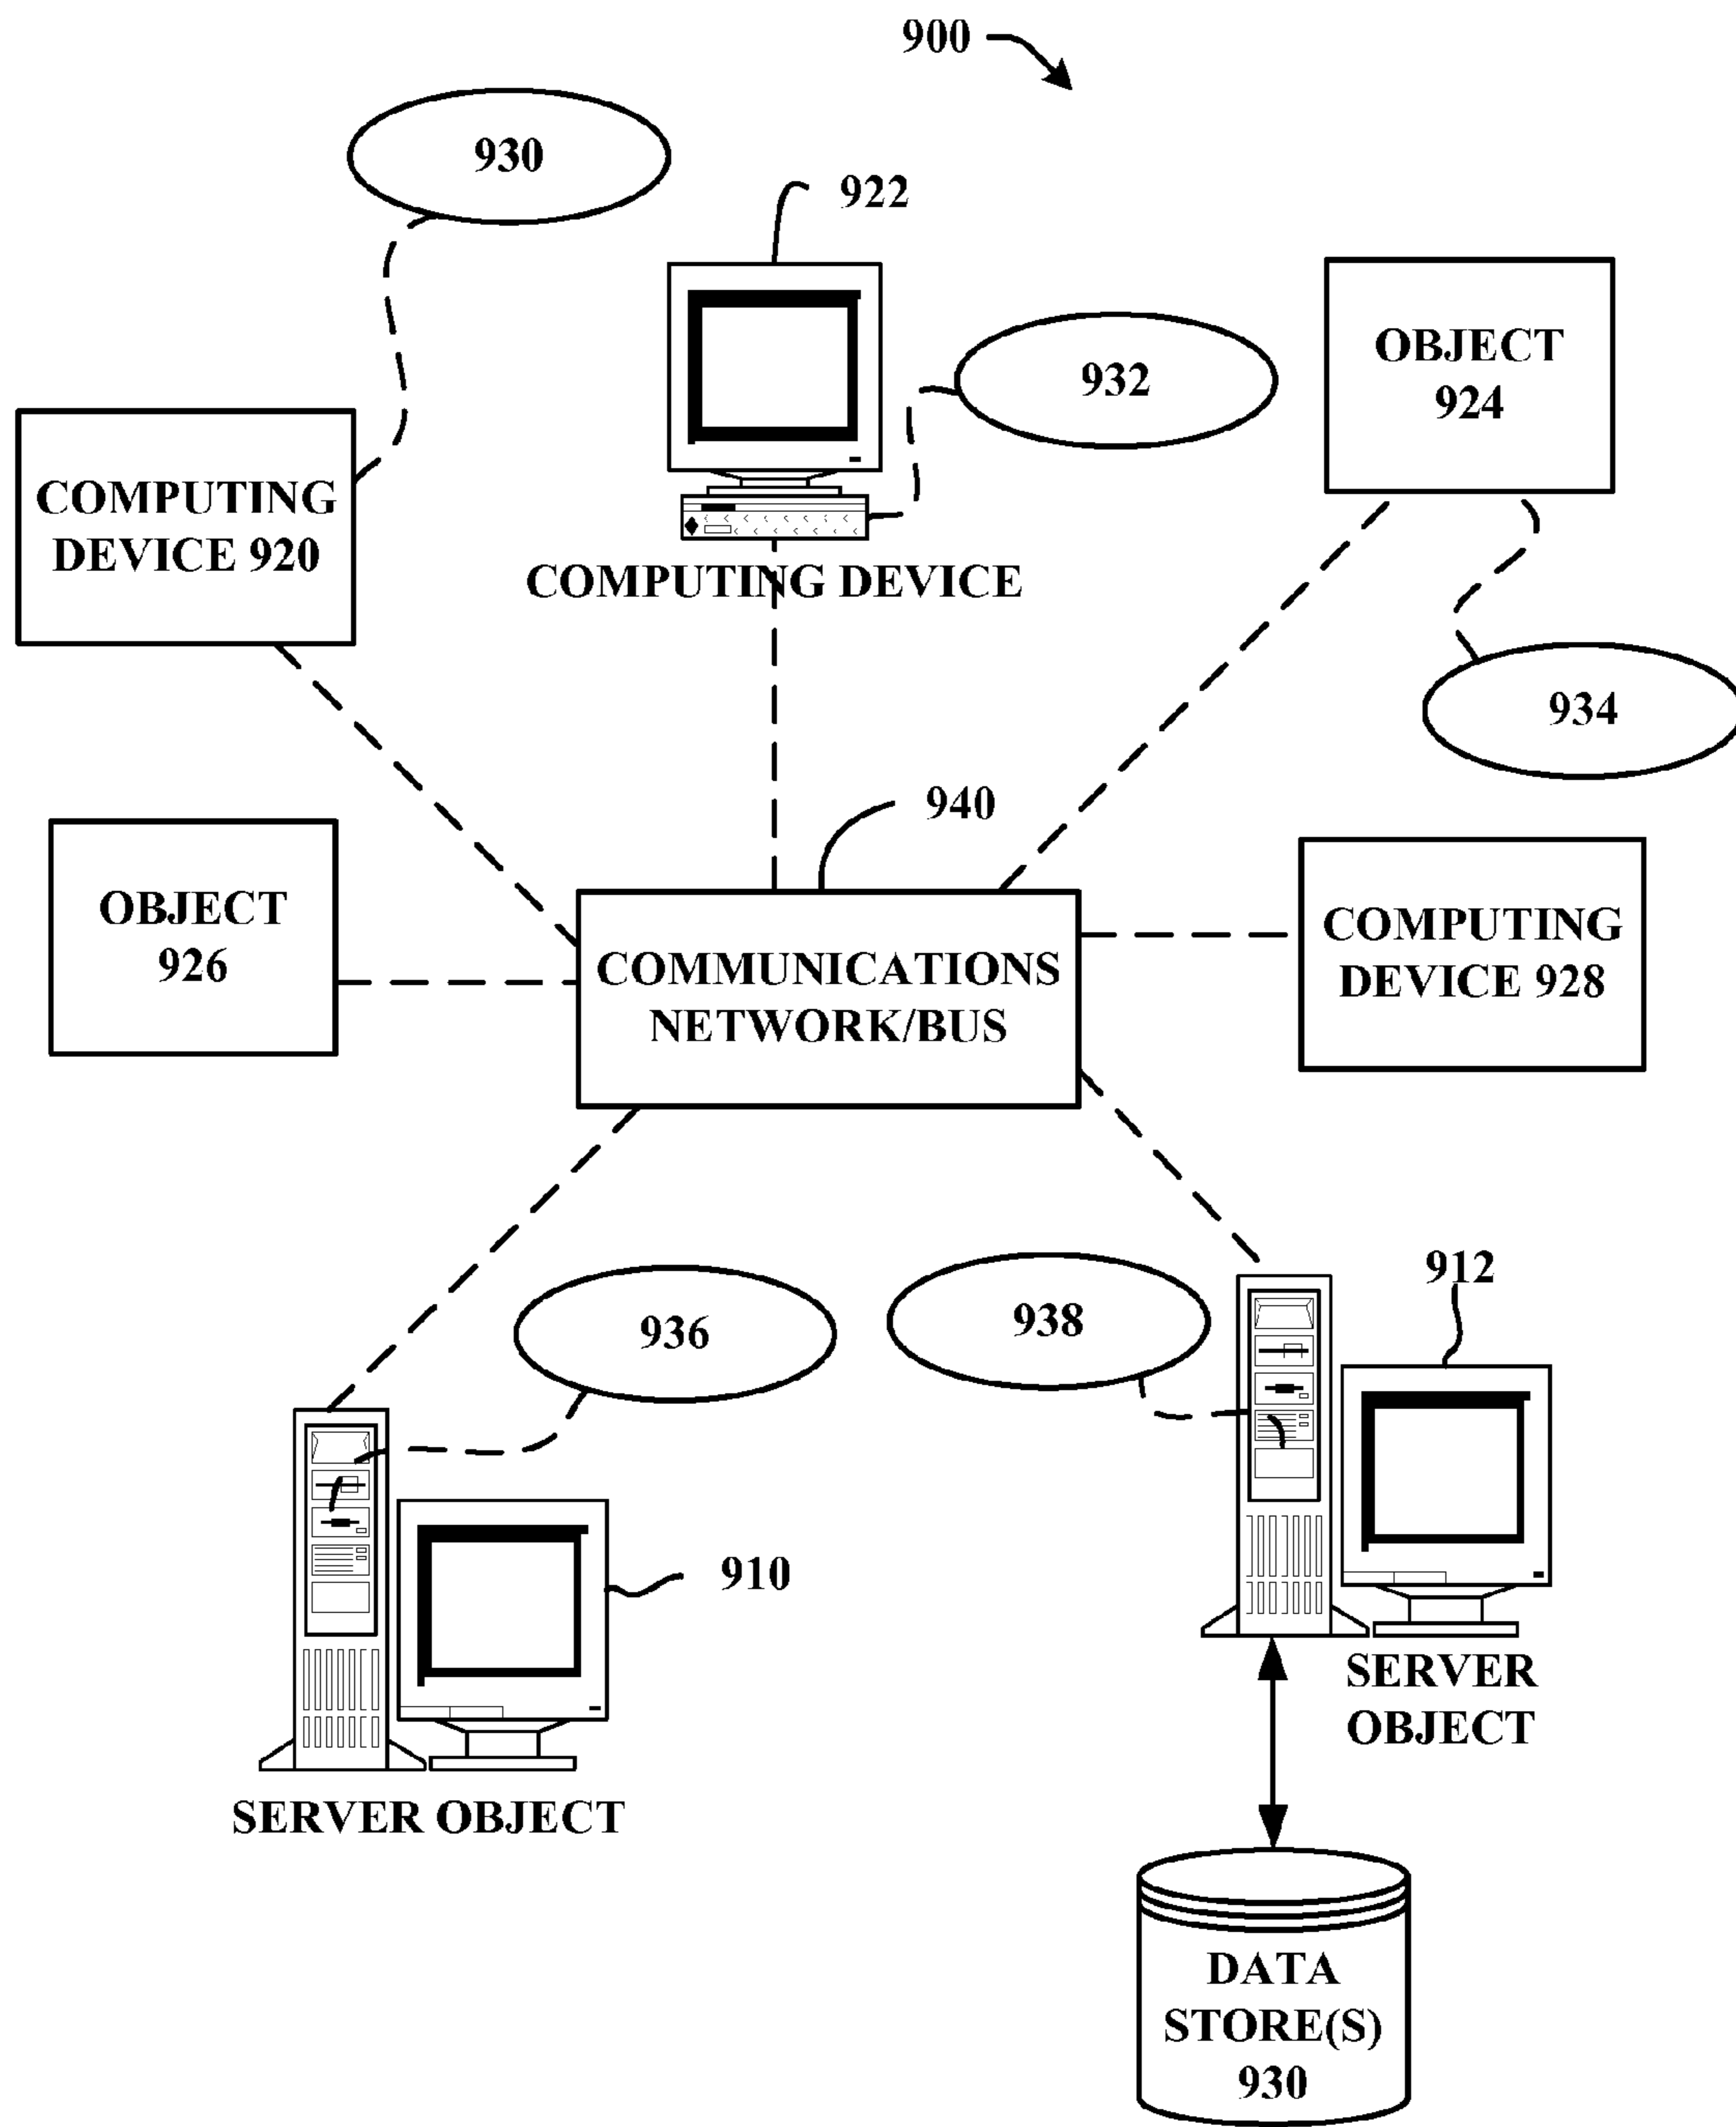 900
930
922
932
OBJECT
924
COMPUTING
DEVICE 920
COMPUTING DEVICE
934
940
OBJECT
926
COMMUNICATIONS
NETWORK/BUS
COMPUTING
DEVICE 928
936
938
912
910
SERVER
OBJECT
SERVER OBJECT
DATA
STORE(S)
930